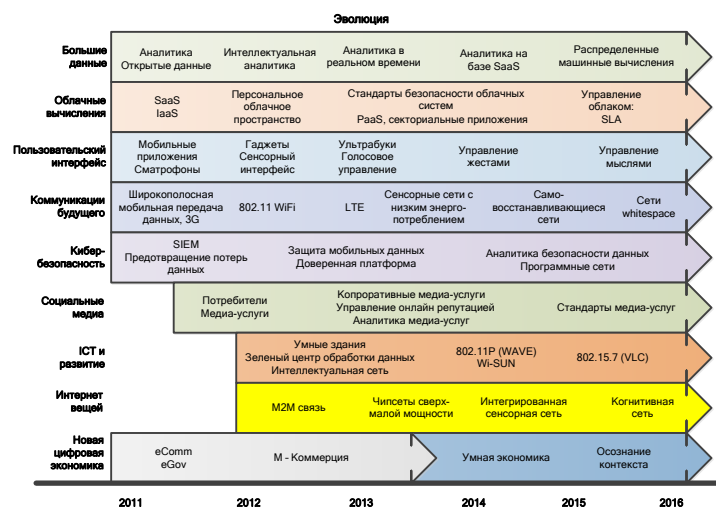 Эволюция
Большие
данные
Аналитика
Открытые данные
Интеллектуальная
аналитика
Аналитика в
реальном времени
Аналитика на
базе SaaS
Распределенные
машинные вычисления
Облачные
вычисления
SaaS
IaaS
Персональное
облачное
пространство
Стандарты безопасности облачных
систем
PaaS, секториальные приложения
Управление
облаком:
SLA
Пользовательский
интерфейс
Мобильные
приложения
Сматрофоны
Гаджеты
Сенсорный
интерфейс
Ультрабуки
Голосовое
управление
Управление
жестами
Управление
мыслями
Коммуникации
будущего
Широкополосная
мобильная передача
данных, 3G
802.11 WiFi
LTE
Сенсорные сети с
низким энерго-
потреблением
Само-
восстанавливающиеся
сети
Сети
whitespace
Кибер-
безопасность
SIEM
Предотвращение потерь
данных
Защита мобильных данных
Доверенная платформа
Аналитика безопасности данных
Программные сети
Социальные
медиа
Потребители
Медиа-услуги
Копроративные медиа-услуги
Управление онлайн репутацией
Аналитика медиа-услуг
Стандарты медиа-услуг
ICT и
развитие
Умные здания
Зеленый центр обработки данных
Интеллектуальная сеть
802.11P (WAVE)
Wi-SUN
802.15.7 (VLC)
Интернет
вещей
M2M связь
Чипсеты сверх-
малой мощности
Интегрированная
сенсорная сеть
Когнитивная
сеть
Новая
цифровая
экономика
eComm
eGov
М - Коммерция
Умная экономика
Осознание
контекста
2011
2012
2013
2014
2015
2016